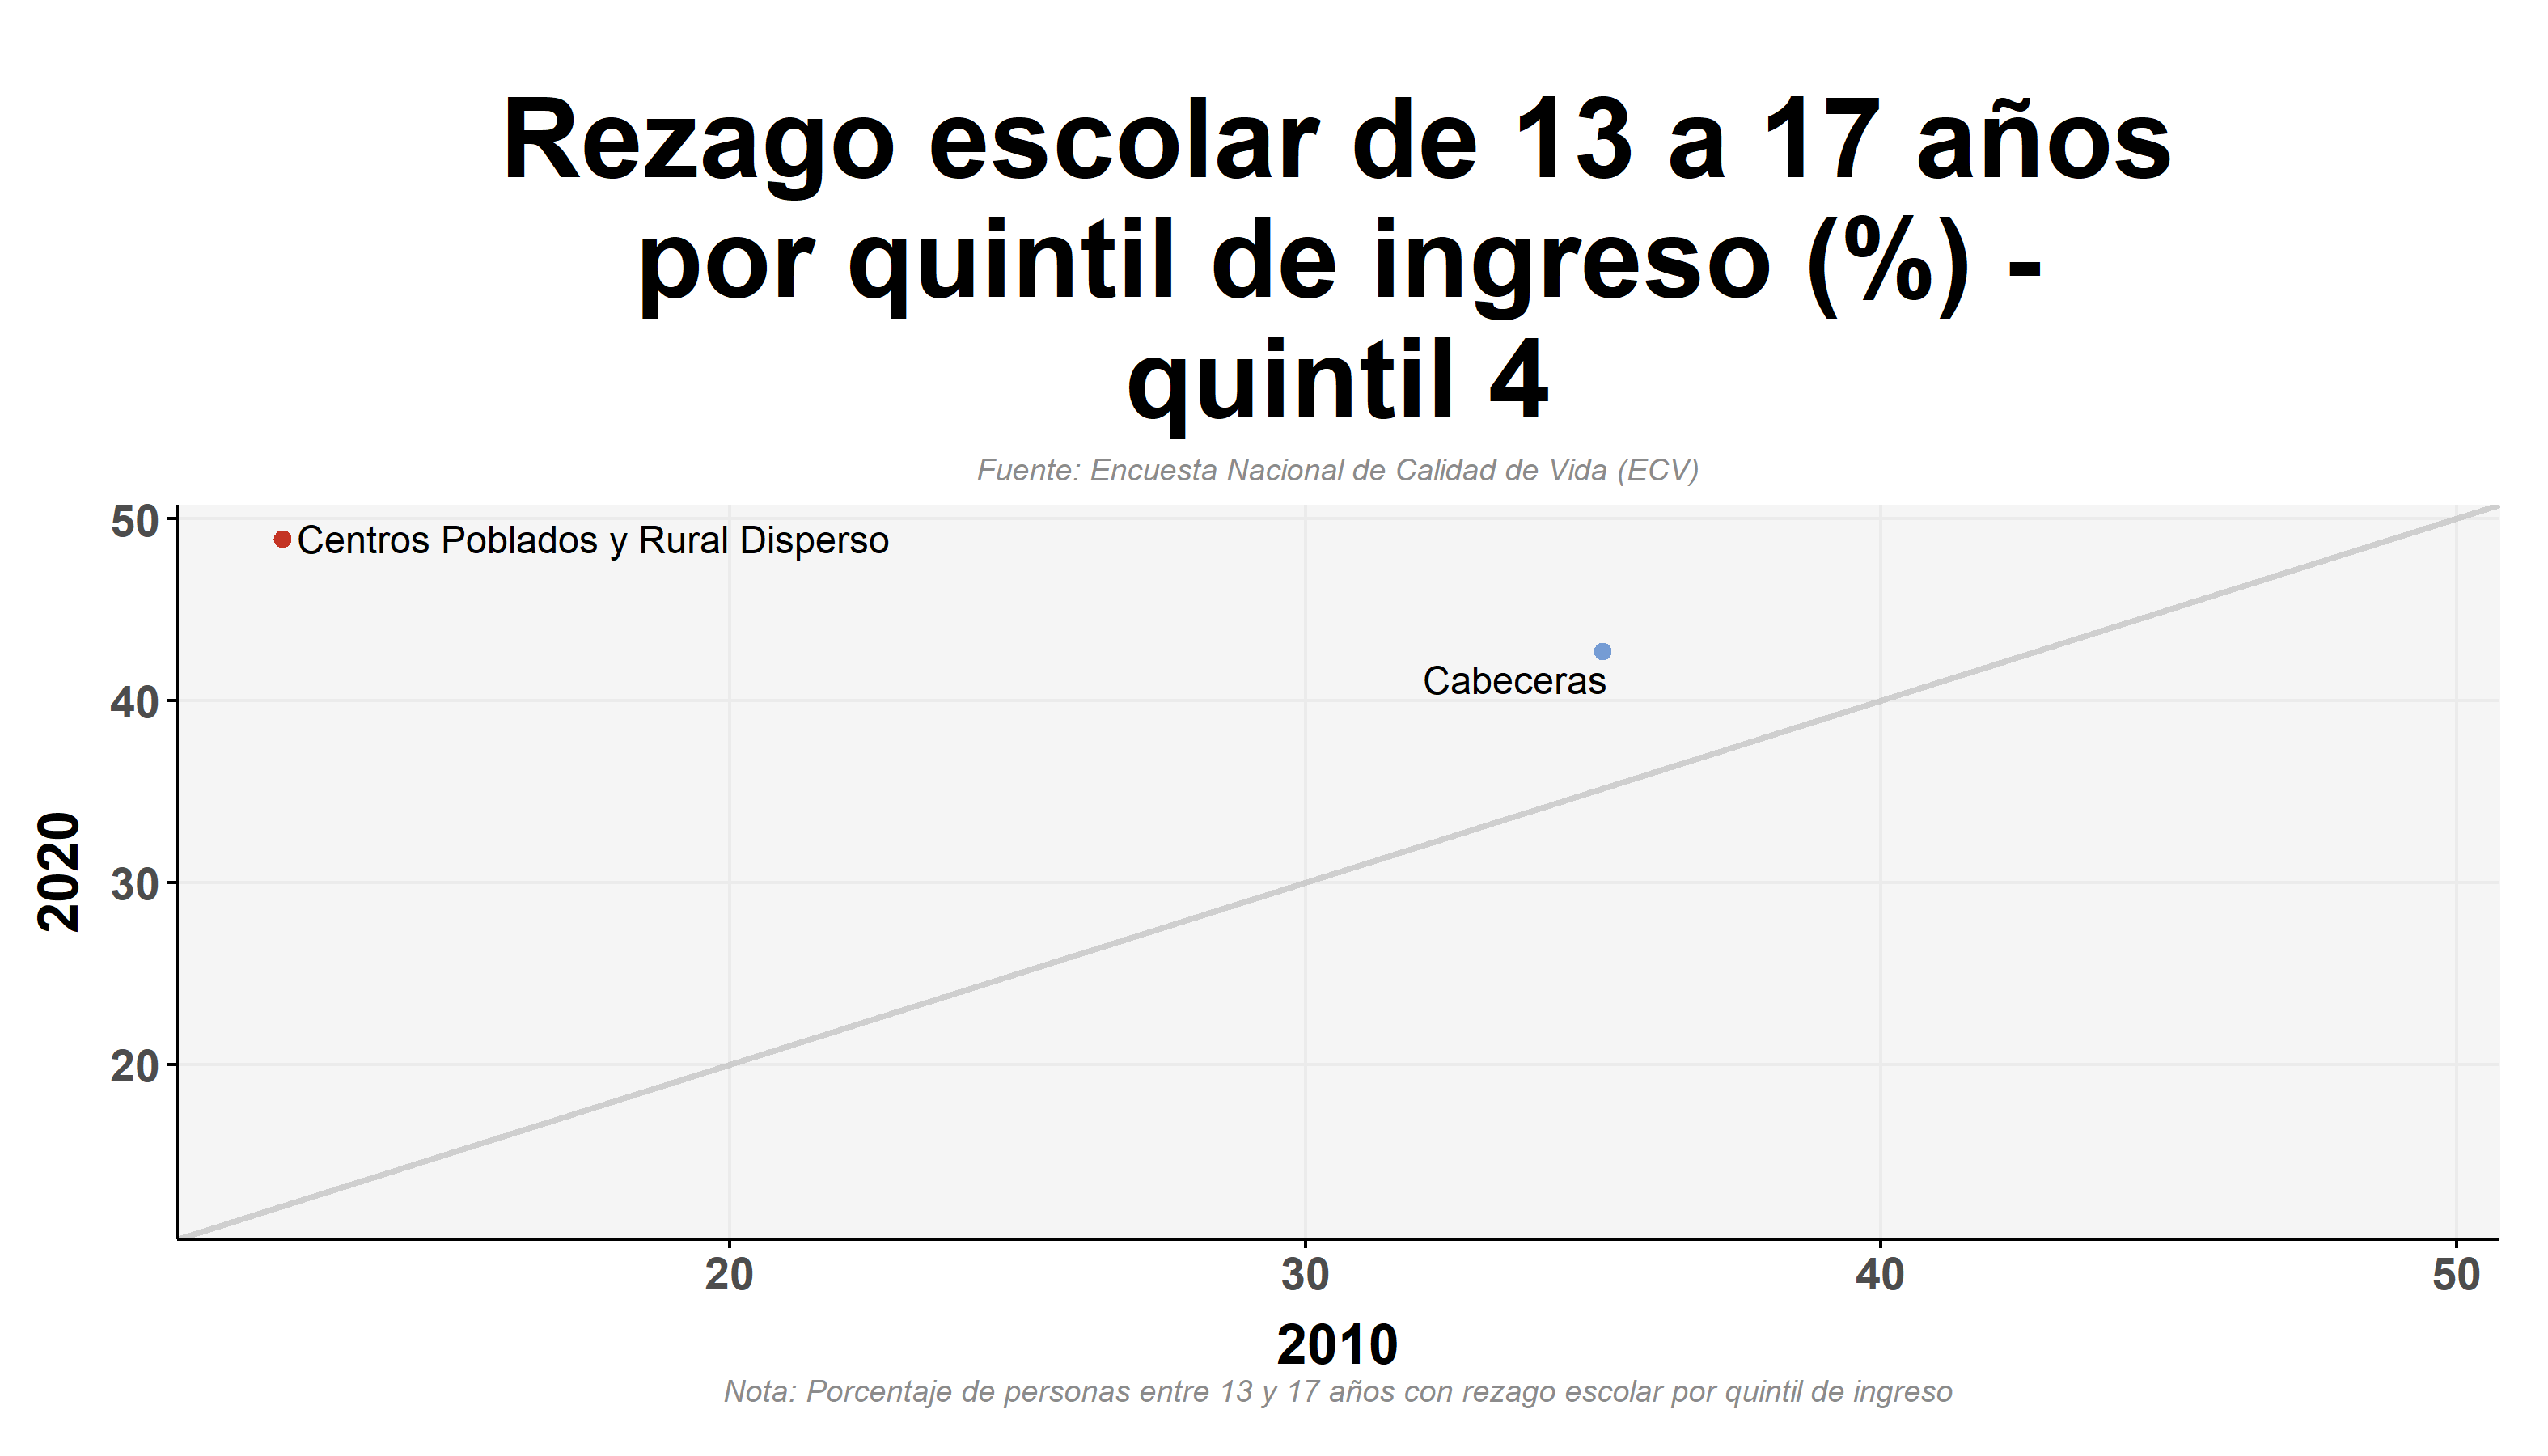 Rezago escolar de 13 a 17 años
por quintil de ingreso (%) -
quintil 4
Fuente: Encuesta Nacional de Calidad de Vida (ECV)
50
Centros Poblados y Rural Disperso
Cabeceras
40
30
20
2020
20
30
40
50
2010
Nota: Porcentaje de personas entre 13 y 17 años con rezago escolar por quintil de ingreso